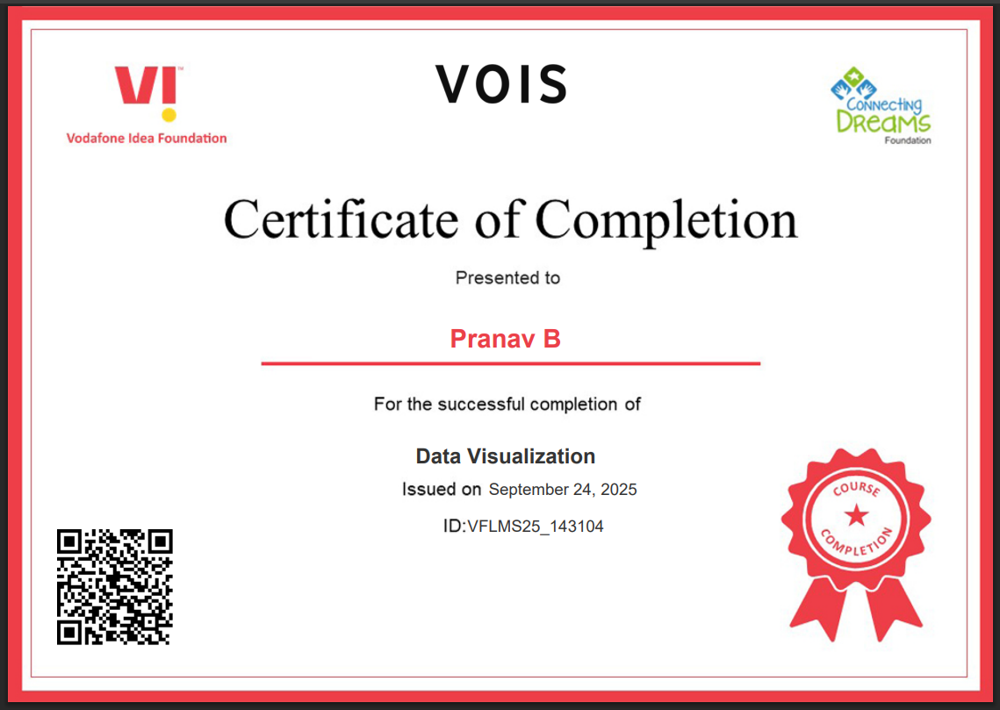 VI™
Vodafone Idea Foundation
VOIS
Connecting
Dreams
Foundation
Certificate of Completion
Presented to
Pranav B
For the successful completion of
Data Visualization
Issued on September 24, 2025
ID:VFLMS25_143104
COURSE
COMPLETION